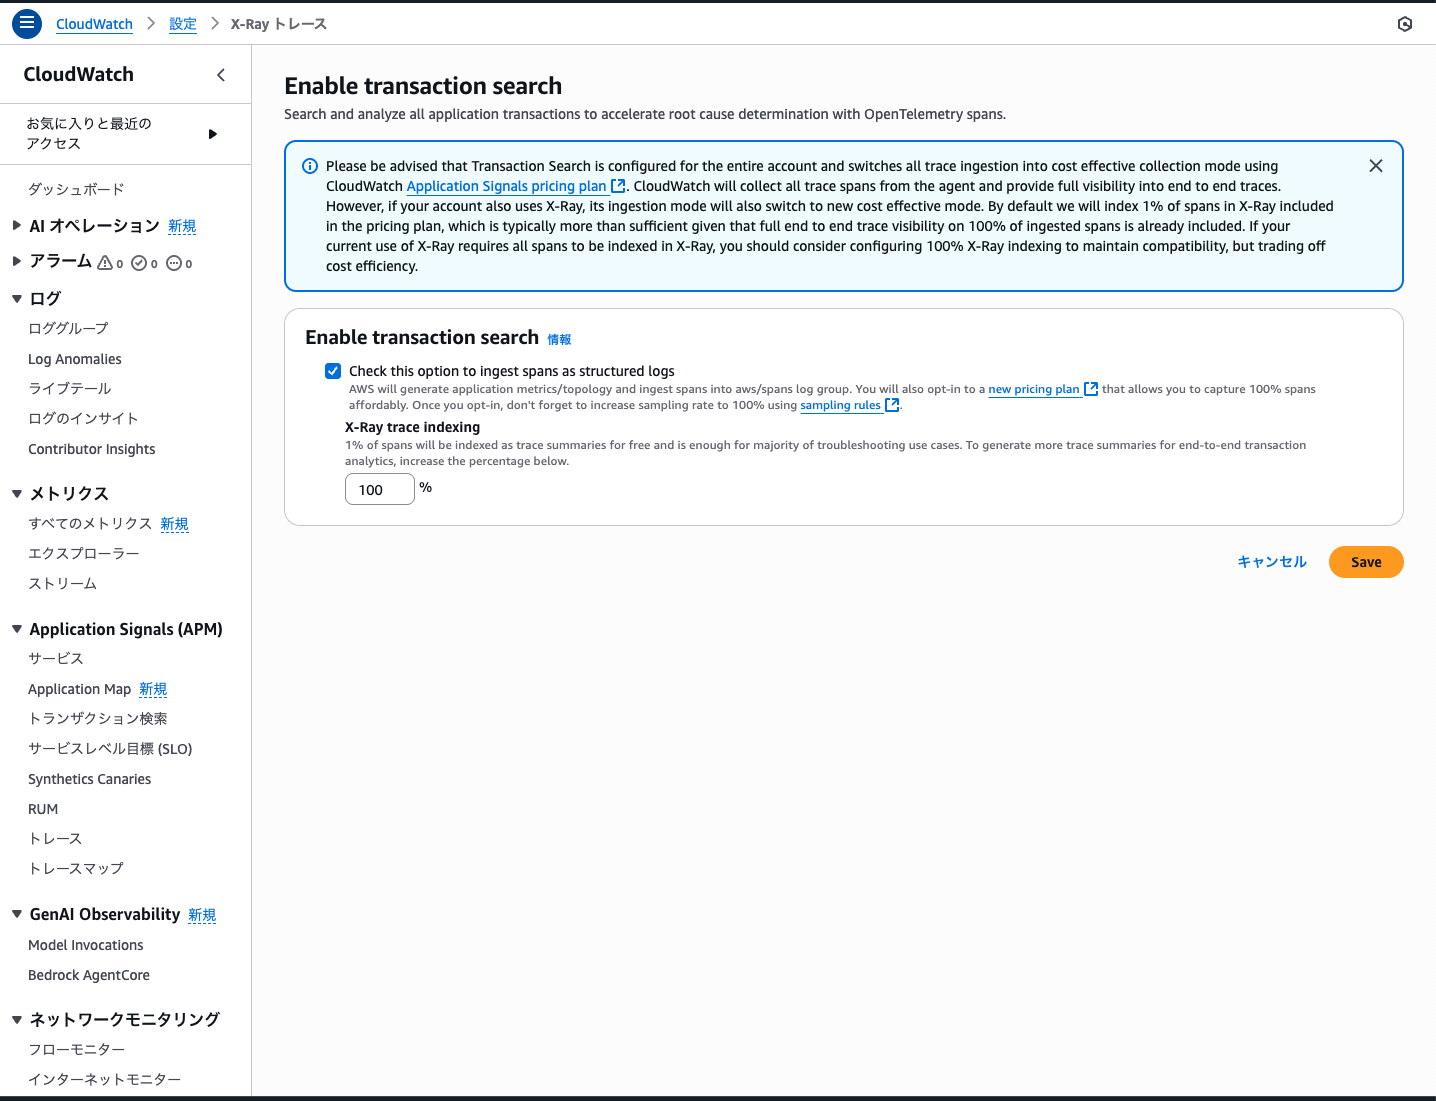 CloudWatch > 設定 > X-Ray トレース
CloudWatch
お気に入りと最近の
アクセス
ダッシュボード
AI オペレーション 新規
アラーム 0 0 0
ログ
ロググループ
Log Anomalies
ライブテール
ログのインサイト
Contributor Insights
メトリクス
すべてのメトリクス 新規
エクスプローラー
ストリーム
Application Signals (APM)
サービス
Application Map 新規
トランザクション検索
サービスレベル目標 (SLO)
Synthetics Canaries
RUM
トレース
トレースマップ
GenAI Observability 新規
Model Invocations
Bedrock AgentCore
ネットワークモニタリング
フローモニター
インターネットモニター
Enable transaction search
Search and analyze all application transactions to accelerate root cause determination with OpenTelemetry spans.
Please be advised that Transaction Search is configured for the entire account and switches all trace ingestion into cost effective collection mode using
CloudWatch Application Signals pricing plan. CloudWatch will collect all trace spans from the agent and provide full visibility into end to end traces.
However, if your account also uses X-Ray, its ingestion mode will also switch to new cost effective mode. By default we will index 1% of spans in X-Ray included
in the pricing plan, which is typically more than sufficient given that full end to end trace visibility on 100% of ingested spans is already included. If your
current use of X-Ray requires all spans to be indexed in X-Ray, you should consider configuring 100% X-Ray indexing to maintain compatibility, but trading off
cost efficiency.
Enable transaction search 情報
Check this option to ingest spans as structured logs
AWS will generate application metrics/topology and ingest spans into aws/spans log group. You will also opt-in to a new pricing plan that allows you to capture 100% spans
affordably. Once you opt-in, don't forget to increase sampling rate to 100% using sampling rules.
X-Ray trace indexing
1% of spans will be indexed as trace summaries for free and is enough for majority of troubleshooting use cases. To generate more trace summaries for end-to-end transaction
analytics, increase the percentage below.
100 %
キャンセル Save